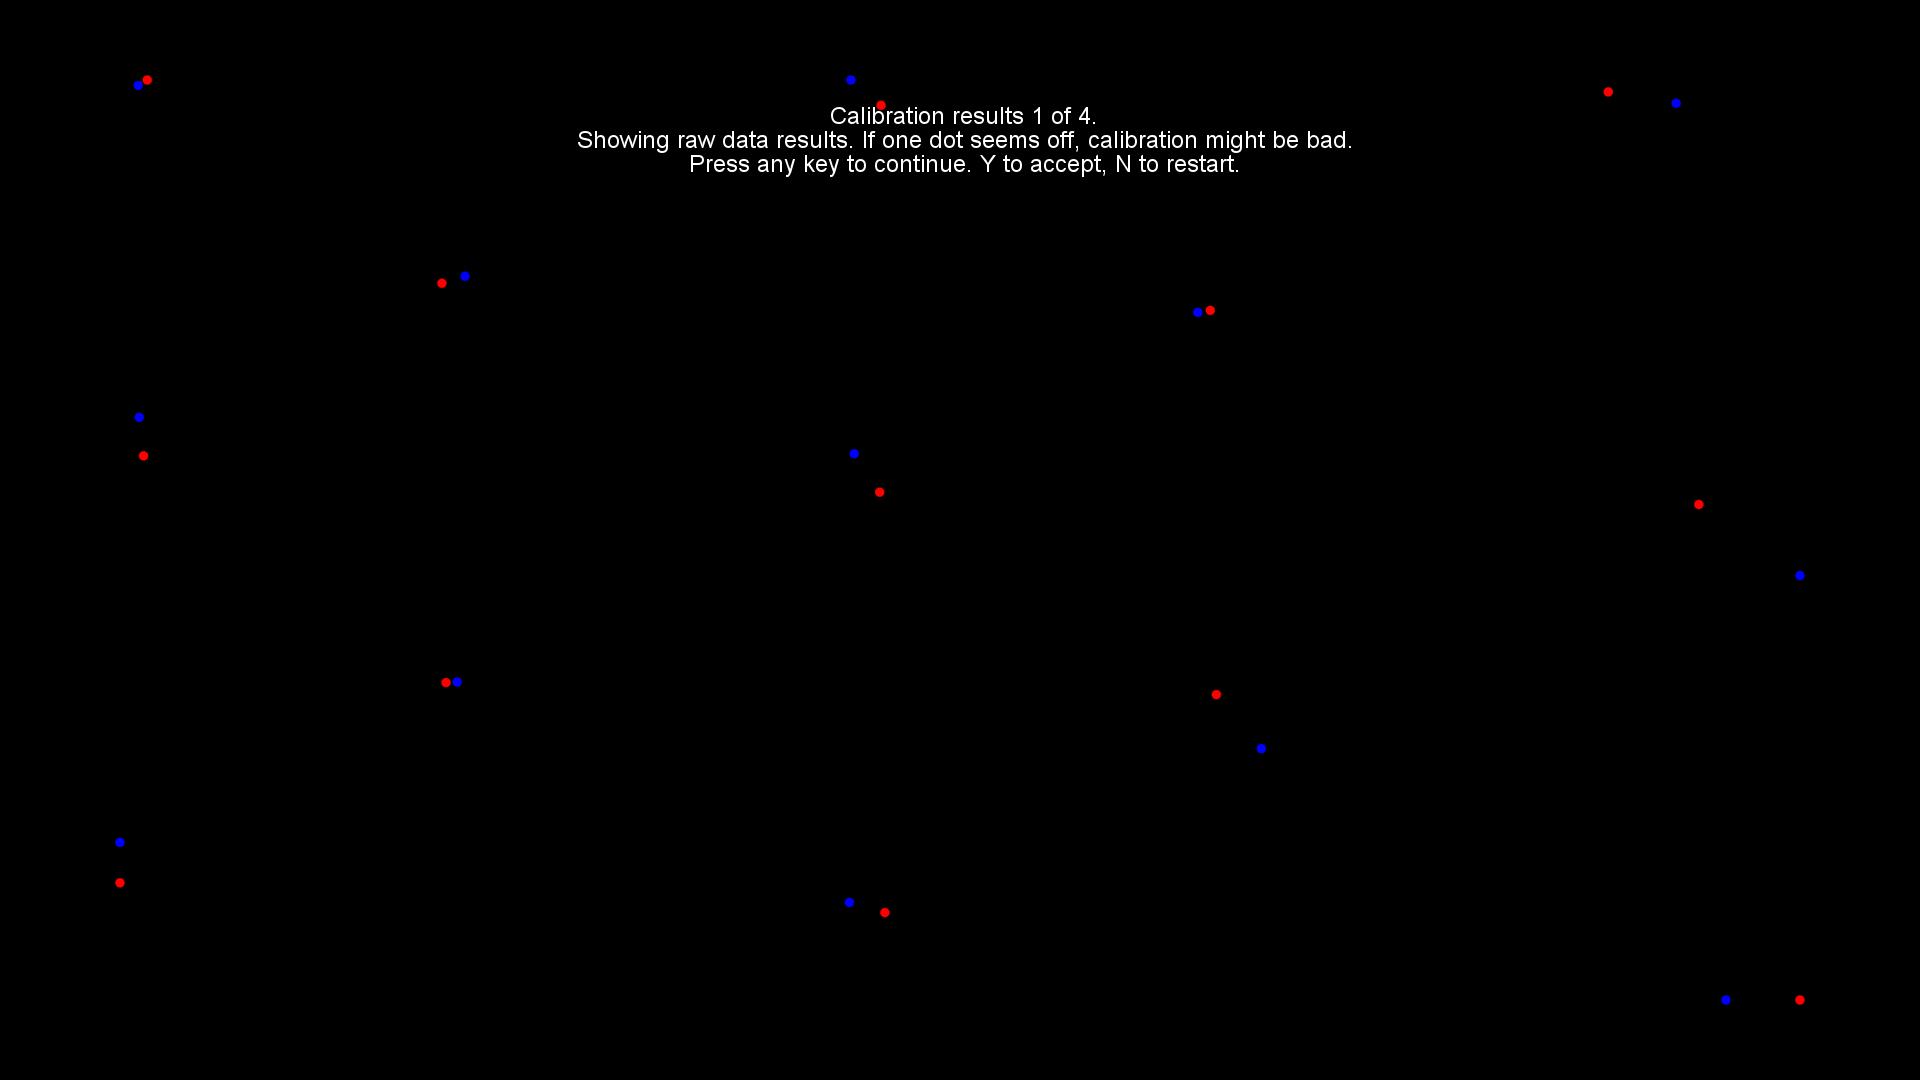 Calibration results 1 of 4.
Showing raw data results. If one dot seems off, calibration might be bad.
Press any key to continue. Y to accept, N to restart.